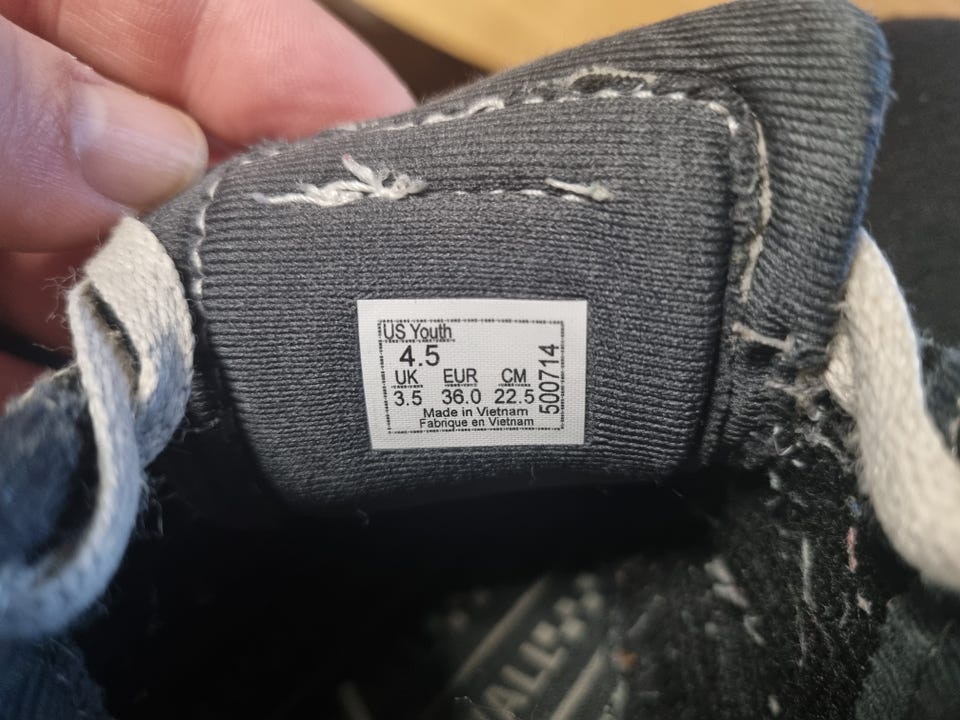 US Youth
4.5
UK EUR CM
3.5 36.0 22.5
Made in Vietnam
Fabrique en Vietnam
500714
ALL"